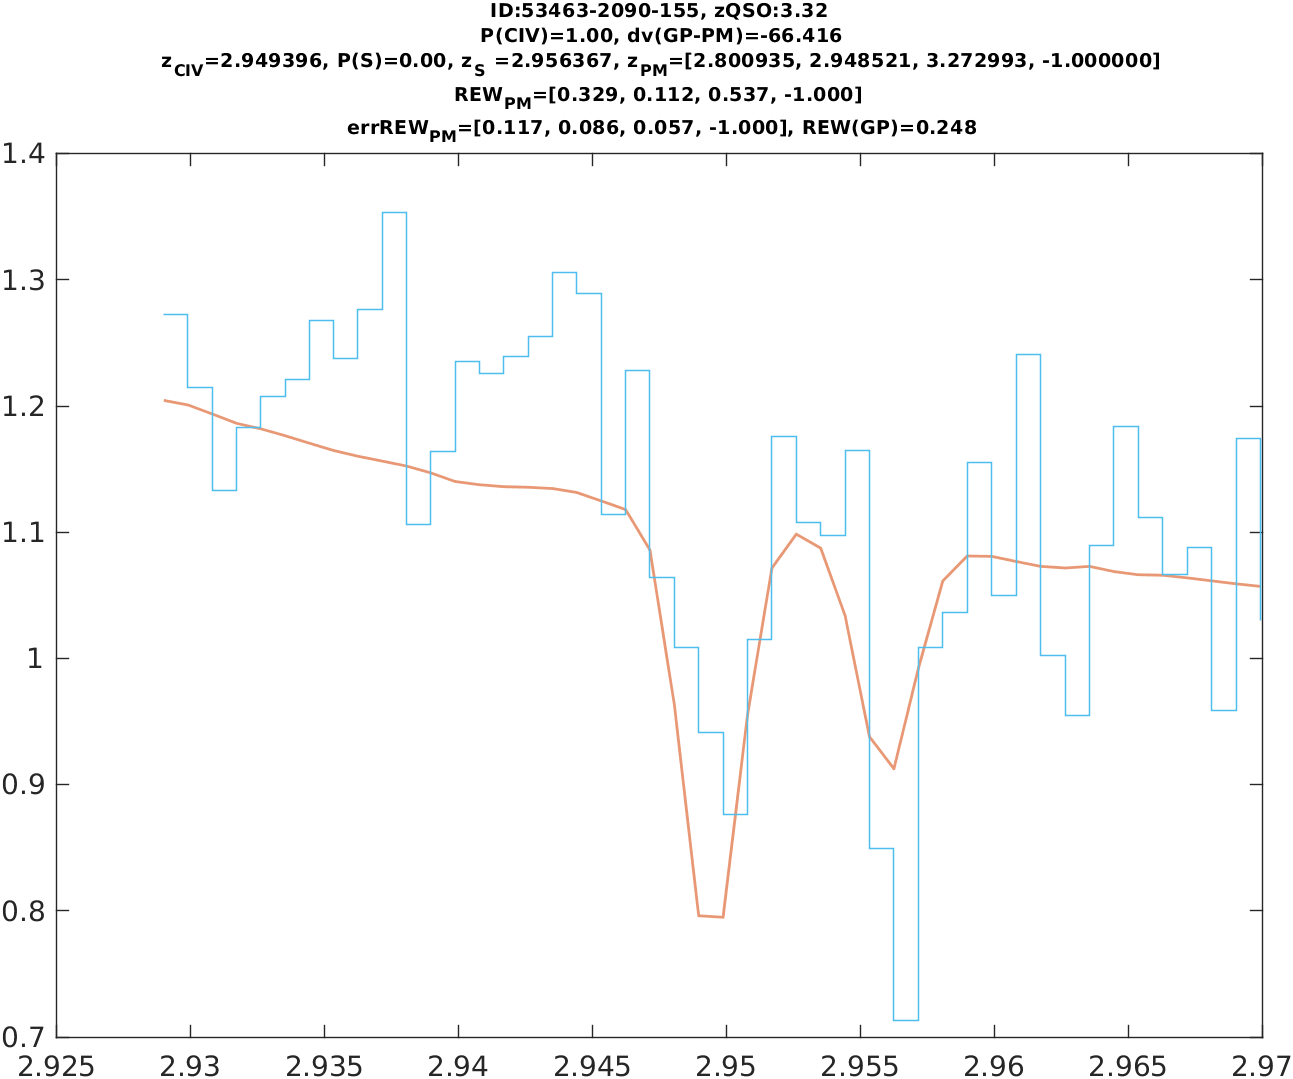 ID:53463-2090-155, zQSO:3.32
P(CIV)=1.00, dv(GP-PM)=-66.416
zCIV=2.949396, P(S)=0.00, zS =2.956367, zPM=[2.800935, 2.948521, 3.272993, -1.000000]
REWPM=[0.329, 0.112, 0.537, -1.000]
errREWPM=[0.117, 0.086, 0.057, -1.000], REW(GP)=0.248
1.4
1.3
1.2
1.1
1
0.9
0.8
0.7
2.925 2.93 2.935 2.94 2.945 2.95 2.955 2.96 2.965 2.97